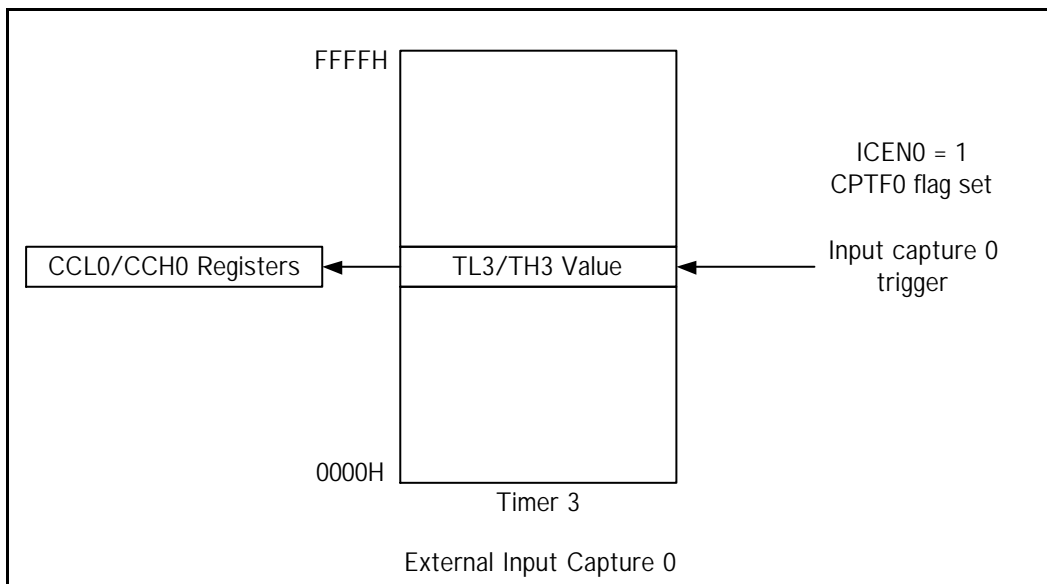 FFFFH
ICEN0 = 1
CPTF0 flag set
CCL0/CCH0 Registers
TL3/TH3 Value
Input capture 0
trigger
0000H
Timer 3
External Input Capture 0